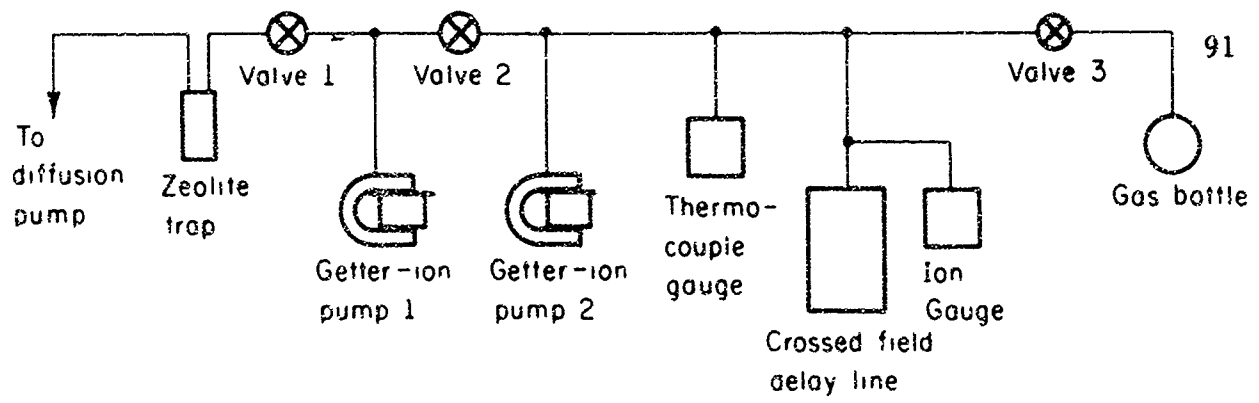 91
Valve 1
Valve 2
Valve 3
To
diffusion
pump
Zeolite
trap
Getter-ion
pump 1
Getter-ion
pump 2
Thermo-
couple
gauge
Crossed field
delay line
Ion
Gauge
Gas bottle